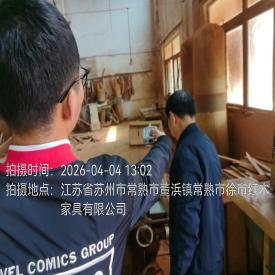 拍摄时间：2026-04-04 13:02
拍摄地点：江苏省苏州市常熟市董浜镇常熟市徐市红木
家具有限公司
VEL COMICS GROUP